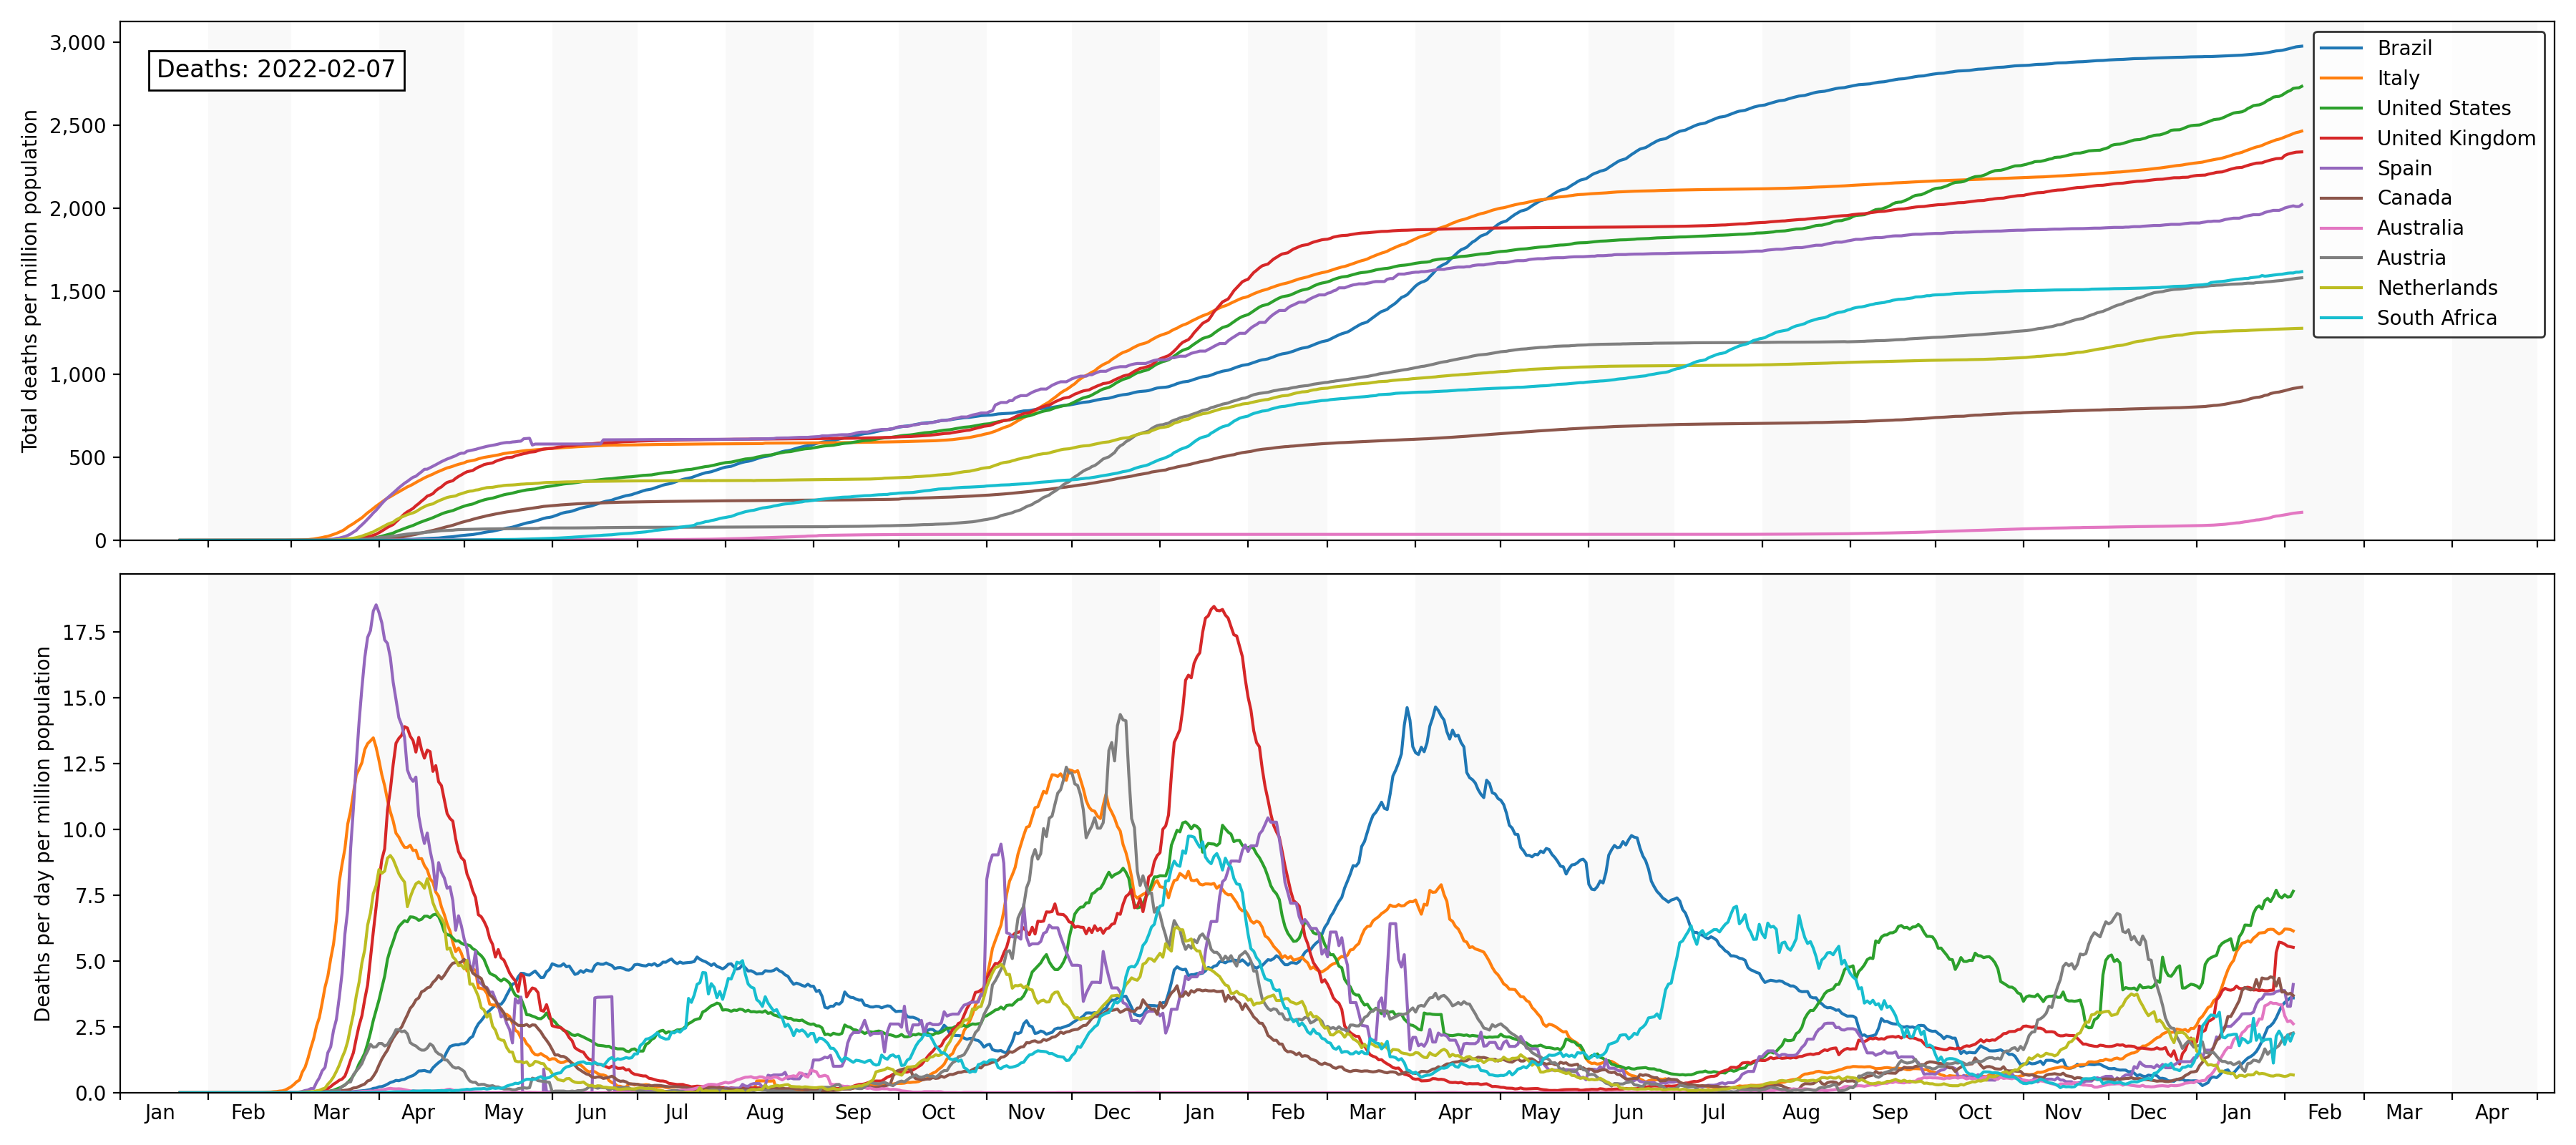 Deaths: 2022-02-07
Total deaths per million population
3,000
2,500
2,000
1,500
1,000
500
0
Brazil
Italy
United States
United Kingdom
Spain
Canada
Australia
Austria
Netherlands
South Africa
Deaths per day per million population
17.5
15.0
12.5
10.0
7.5
5.0
2.5
0.0
Jan Feb Mar Apr May Jun Jul Aug Sep Oct Nov Dec Jan Feb Mar Apr May Jun Jul Aug Sep Oct Nov Dec Jan Feb Mar Apr